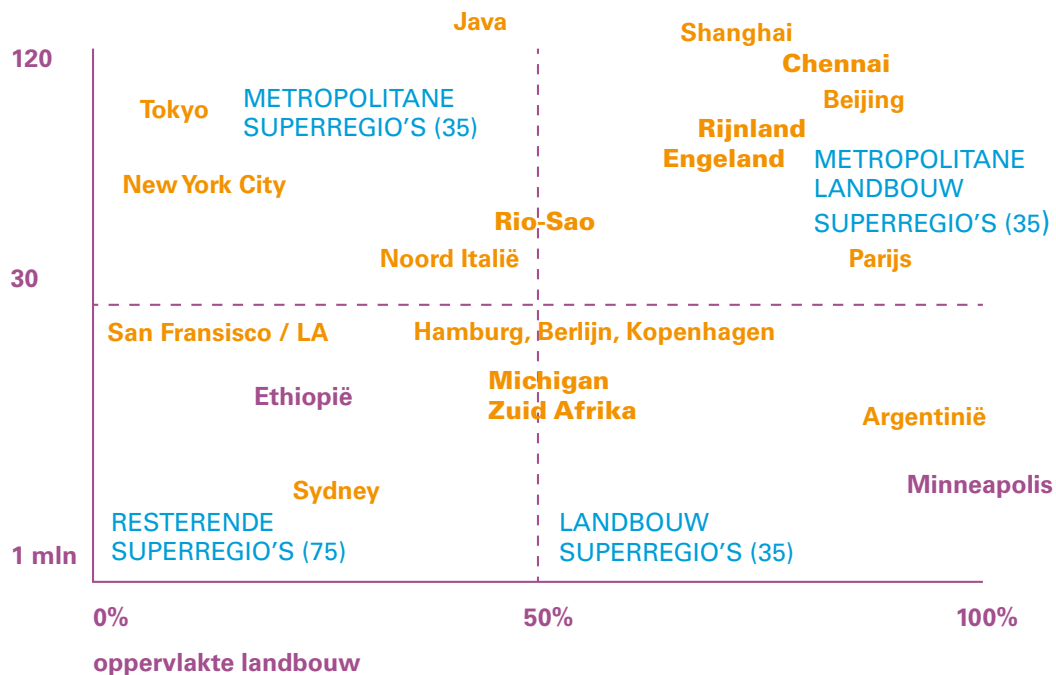 Java
Shanghai
120
Chennai
Beijing
Tokyo
METROPOLITANE
SUPERREGIO'S (35)
Rijnland
Engeland
METROPOLITANE
LANDBOUW
SUPERREGIO'S (35)
New York City
Rio-Sao
Noord Italië
Parijs
30
San Fransisco / LA
Hamburg, Berlijn, Kopenhagen
Ethiopië
Michigan
Zuid Afrika
Argentinië
Minneapolis
Sydney
RESTERENDE
SUPERREGIO'S (75)
LANDBOUW
SUPERREGIO'S (35)
1 mln
0%
50%
100%
oppervlakte landbouw